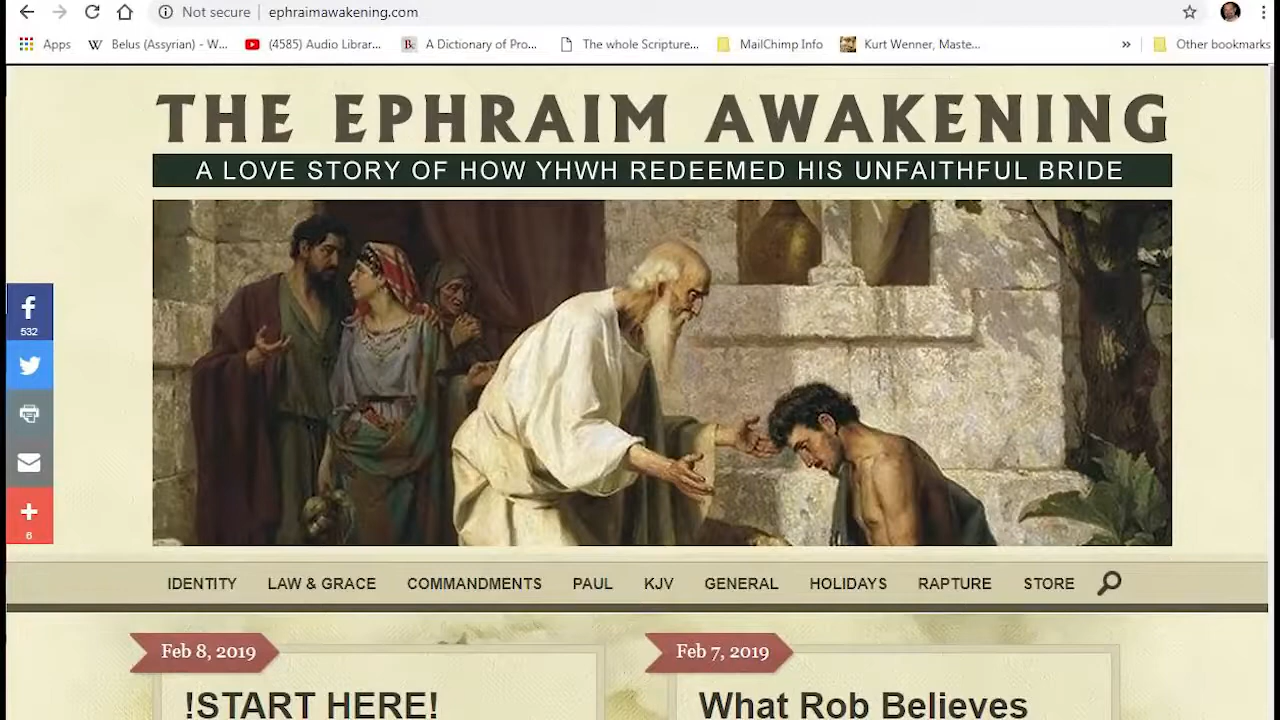 Not secure | ephraimawakening.com
Apps Belus (Assyrian) - W... (4585) Audio Librar... A Dictionary of Pro... The whole Scripture... MailChimp Info Kurt Wenner, Maste... » Other bookmarks
THE EPHRAIM AWAKENING
A LOVE STORY OF HOW YHWH REDEEMED HIS UNFAITHFUL BRIDE
532
6
IDENTITY LAW & GRACE COMMANDMENTS PAUL KJV GENERAL HOLIDAYS RAPTURE STORE
Feb 8, 2019 Feb 7, 2019
!START HERE! What Rob Believes